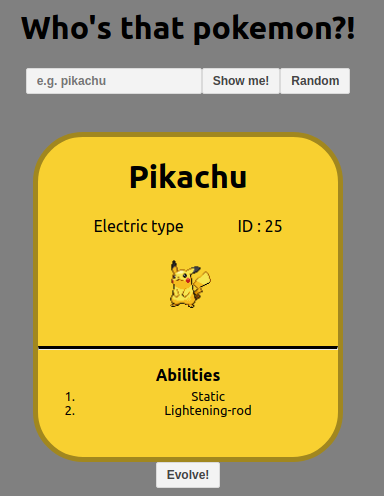 Who's that pokemon?!
e.g. pikachu Show me! Random
Pikachu
Electric type ID : 25
Abilities
1. Static
2. Lightening-rod
Evolve!